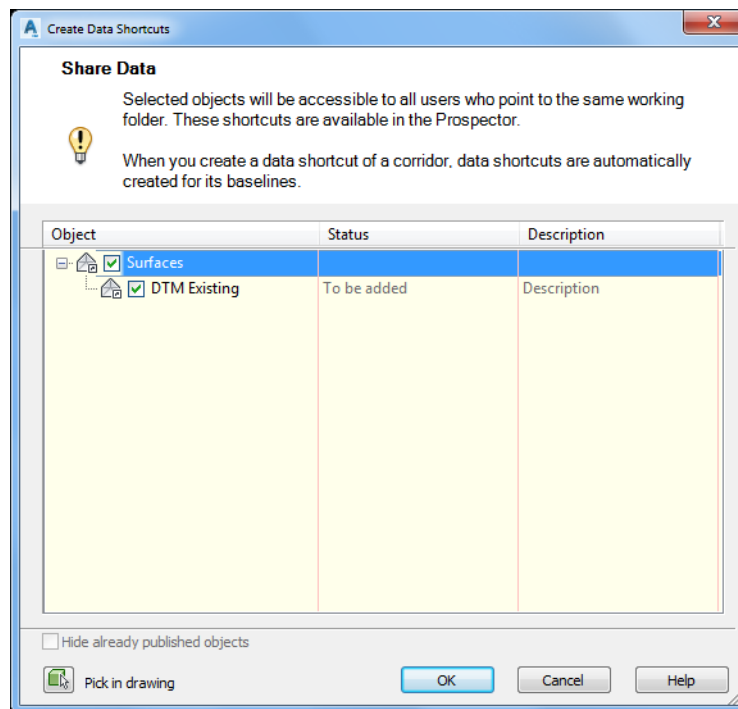 Create Data Shortcuts
Share Data
Selected objects will be accessible to all users who point to the same working
folder. These shortcuts are available in the Prospector.
When you create a data shortcut of a corridor, data shortcuts are automatically
created for its baselines.
Object Status Description
Surfaces
DTM Existing To be added Description
Hide already published objects
Pick in drawing OK Cancel Help